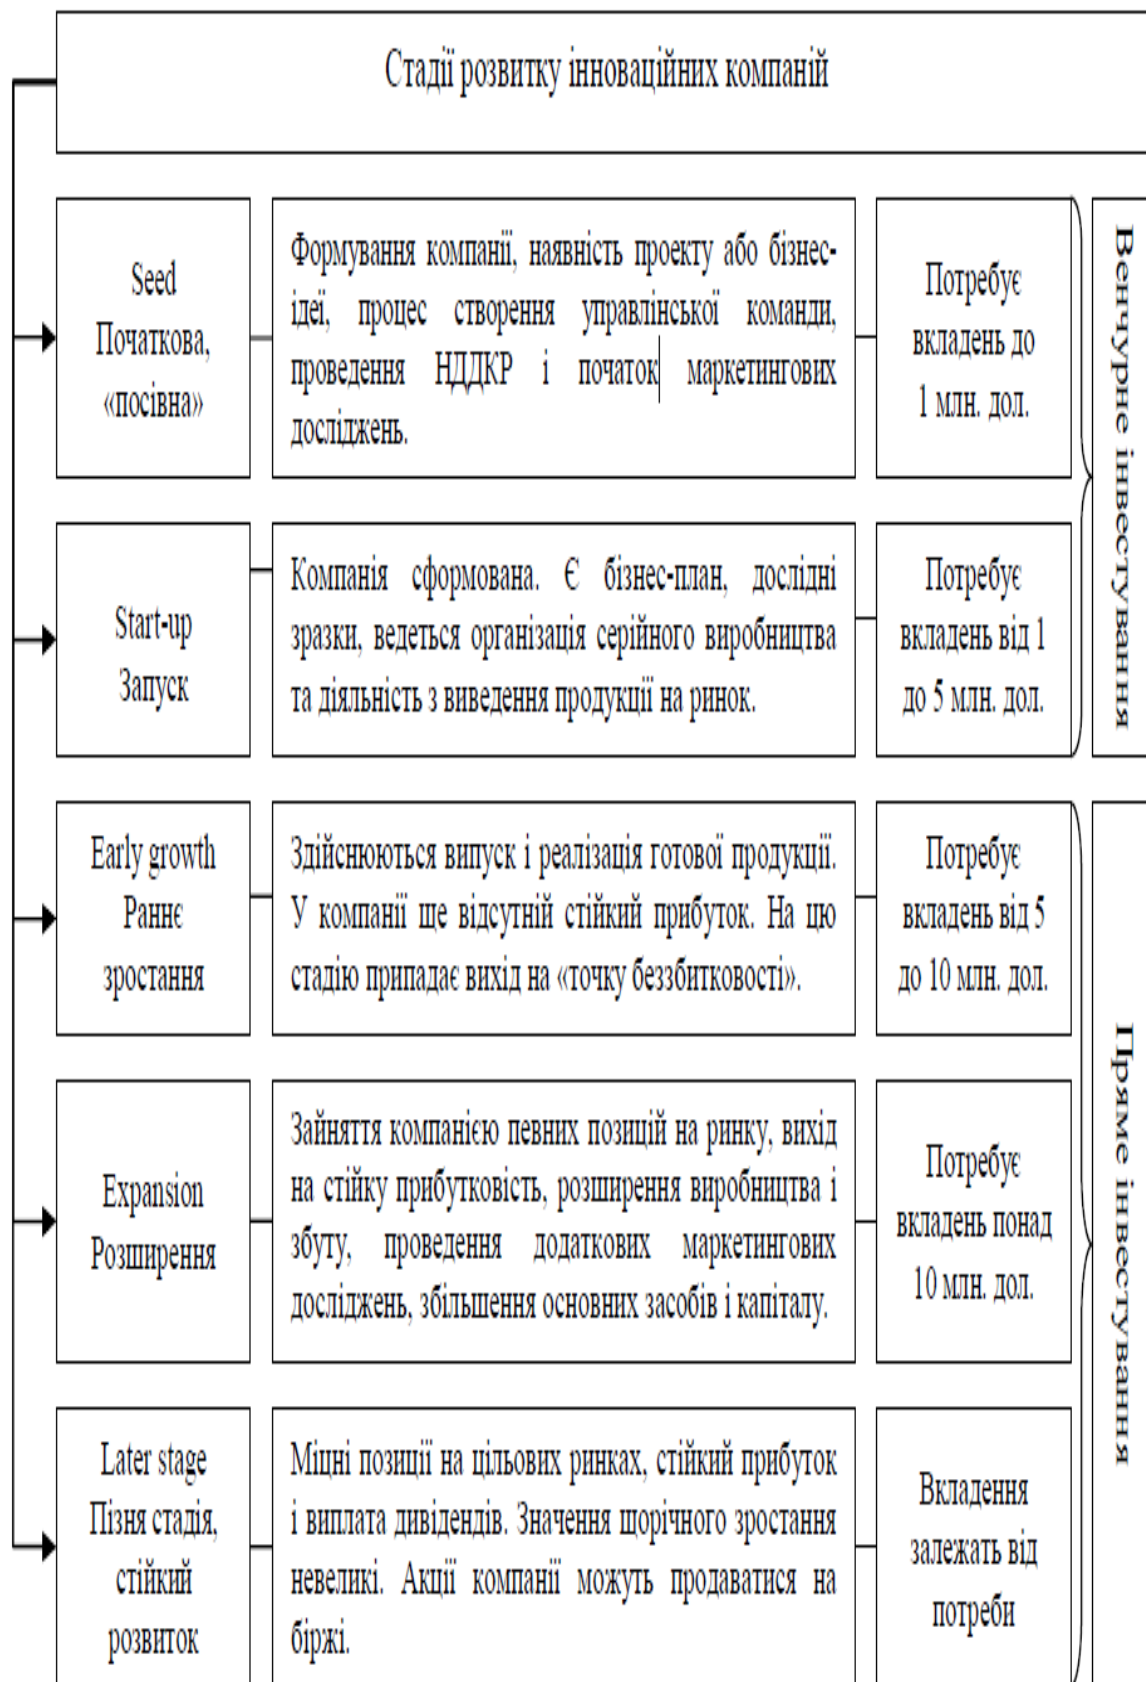 Стадії розвитку інноваційних компаній
Seed
Початкова,
«посівна»
Формування компанії, наявність проекту або бізнес-
ідеї, процес створення управлінської команди,
проведення НДДКР і початок маркетингових
досліджень.
Потребує
вкладень до
1 млн. дол.
Венчурне інвестування
Start-up
Запуск
Компанія сформована. Є бізнес-план, дослідні
зразки, ведеться організація серійного виробництва
та діяльність з виведення продукції на ринок.
Потребує
вкладень від 1
до 5 млн. дол.
Early growth
Раннє
зростання
Здійснюються випуск і реалізація готової продукції.
У компанії ще відсутній стійкий прибуток. На цю
стадію припадає вихід на «точку беззбитковості».
Потребує
вкладень від 5
до 10 млн. дол.
Пряме інвестування
Expansion
Розширення
Зайняття компанією певних позицій на ринку, вихід
на стійку прибутковість, розширення виробництва і
збуту, проведення додаткових маркетингових
досліджень, збільшення основних засобів і капіталу.
Потребує
вкладень понад
10 млн. дол.
Later stage
Пізня стадія,
стійкий
розвиток
Міцні позиції на цільових ринках, стійкий прибуток
і виплата дивідендів. Значення щорічного зростання
невеликі. Акції компанії можуть продаватися на
біржі.
Вкладення
залежать від
потреби